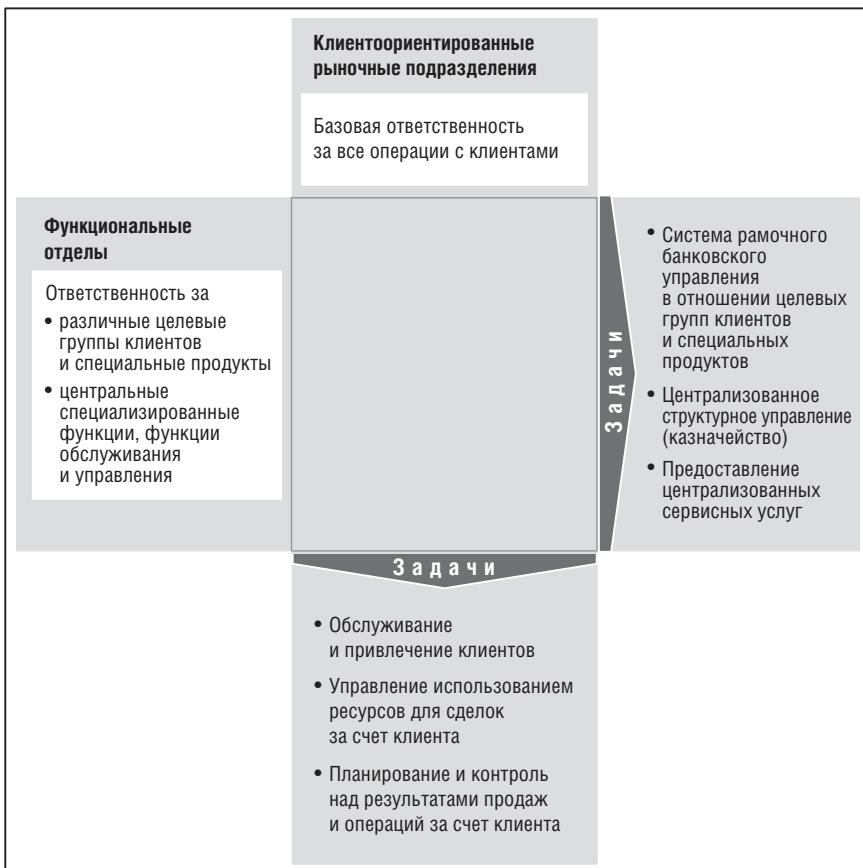 Клиентоориентированные
рыночные подразделения
Базовая ответственность
за все операции с клиентами
Функциональные
отделы
Ответственность за
• различные целевые
группы клиентов
и специальные продукты
• центральные
специализированные
функции, функции
обслуживания
и управления
Задачи
• Система рамочного
банковского
управления
в отношении целевых
групп клиентов
и специальных
продуктов
• Централизованное
структурное управление
(казначейство)
• Предоставление
централизованных
сервисных услуг
Задачи
• Обслуживание
и привлечение клиентов
• Управление использованием
ресурсов для сделок
за счет клиента
• Планирование и контроль
над результатами продаж
и операций за счет клиента